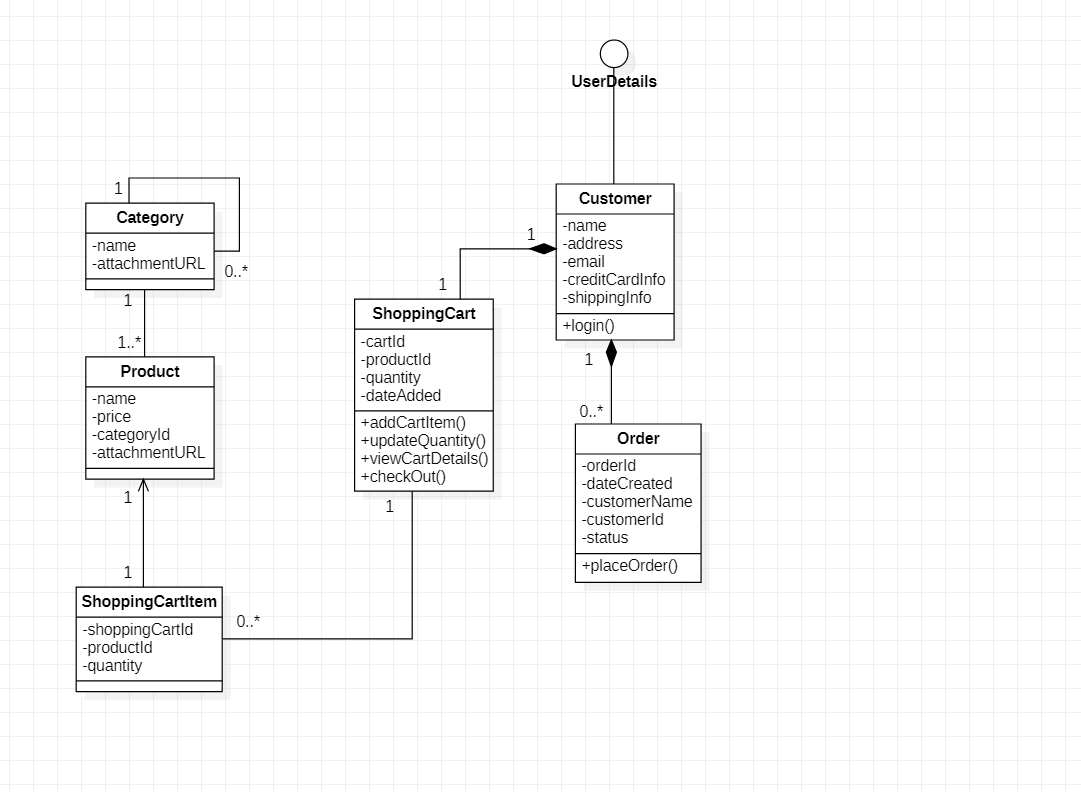 UserDetails
1
Category
-name
-attachmentURL
0..*
1
1..*
Product
-name
-price
-categoryId
-attachmentURL
1
1
ShoppingCartItem
-shoppingCartId
-productId
-quantity
0..*
1
1
ShoppingCart
-cartId
-productId
-quantity
-dateAdded
+addCartItem()
+updateQuantity()
+viewCartDetails()
+checkOut()
1
Customer
-name
-address
-email
-creditCardInfo
-shippingInfo
+login()
1
0..*
Order
-orderId
-dateCreated
-customerName
-customerId
-status
+placeOrder()